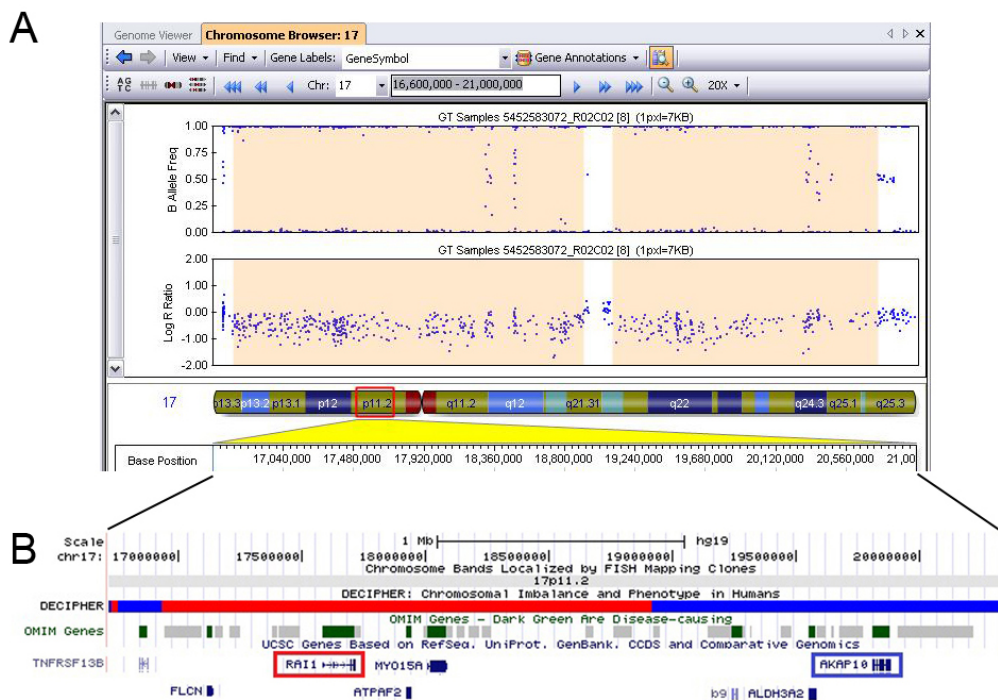 A
Genome Viewer Chromosome Browser: 17
View Find Gene Labels: GeneSymbol Gene Annotations
AG TC Chr: 17 16,600,000 - 21,000,000 20X
GT Samples 5452583072_R02C02 [8] (1pxl=7KB)
B Allele Freq
1.00
0.75
0.50
0.25
0.00
GT Samples 5452583072_R02C02 [8] (1pxl=7KB)
Log R Ratio
2.00
1.00
0.00
-1.00
-2.00
17 p13.3 p13.2 p13.1 p12 p11.2 q11.2 q12 q21.31 q22 q24.3 q25.1 q25.3
Base Position 17,040,000 17,480,000 17,920,000 18,360,000 18,800,000 19,240,000 19,680,000 20,120,000 20,560,000 21,00
B
Scale 1 Mb hg19
chr17: 17000000 17500000 18000000 18500000 19000000 19500000 20000000
Chromosome Bands Localized by FISH Mapping Clones
17p11.2
DECIPHER: Chromosomal Imbalance and Phenotype in Humans
DECIPHER
OMIM Genes - Dark Green Are Disease-causing
OMIM Genes
UCSC Genes Based on RefSeq, UniProt, GenBank, CCDS and Comparative Genomics
TNFRSF13B RAI1 MYO15A AKAP10
FLCN ATPAF2 b9 ALDH3A2